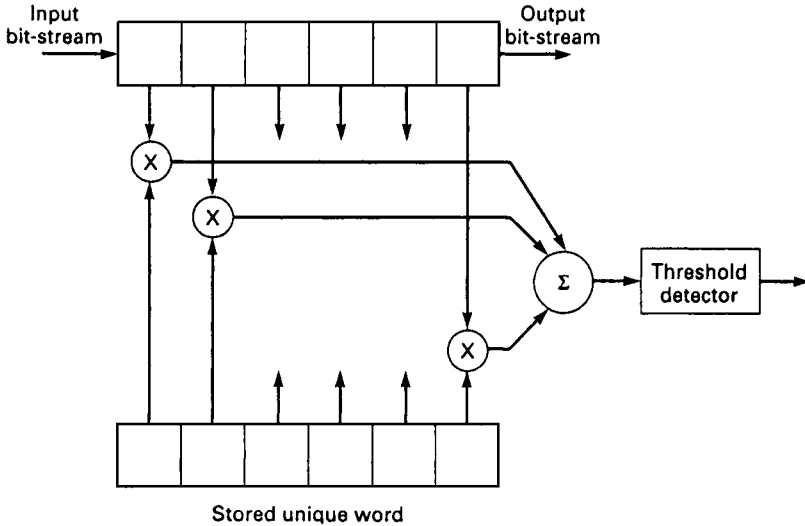 Input
bit-stream
Output
bit-stream
X
X
Σ
Threshold
detector
X
Stored unique word